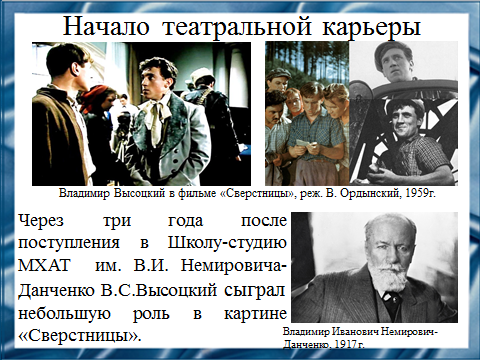 Начало театральной карьеры
Владимир Высоцкий в фильме «Сверстницы», реж. В. Ордынский, 1959г.
Через три года после
поступления в Школу-студию
МХАТ им. В.И. Немировича-
Данченко В.С.Высоцкий сыграл
небольшую роль в картине
«Сверстницы».
Владимир Иванович Немирович-
Данченко, 1917 г.